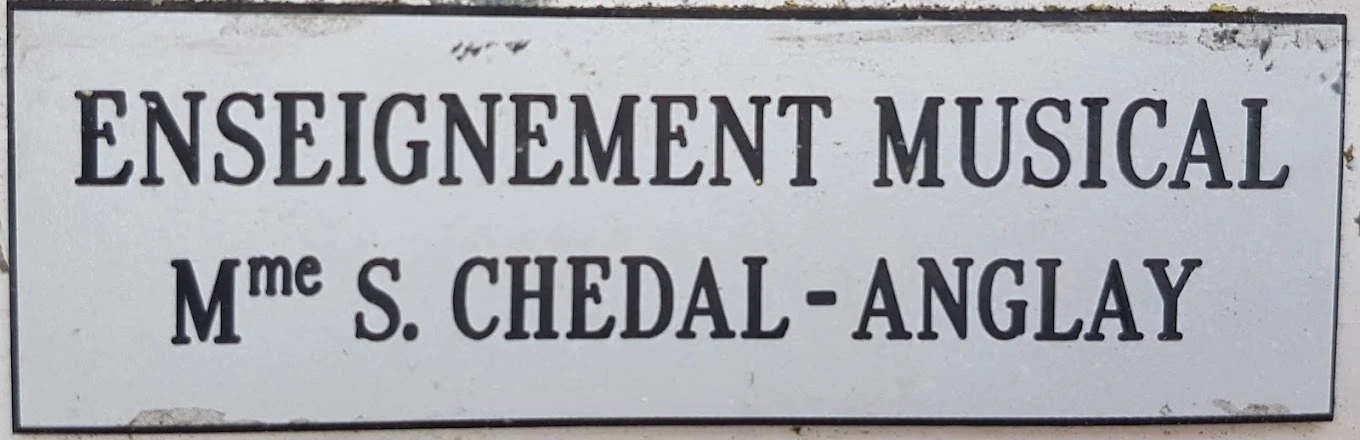 ENSEIGNEMENT MUSICAL
Mme S. CHEDAL-ANGLAY